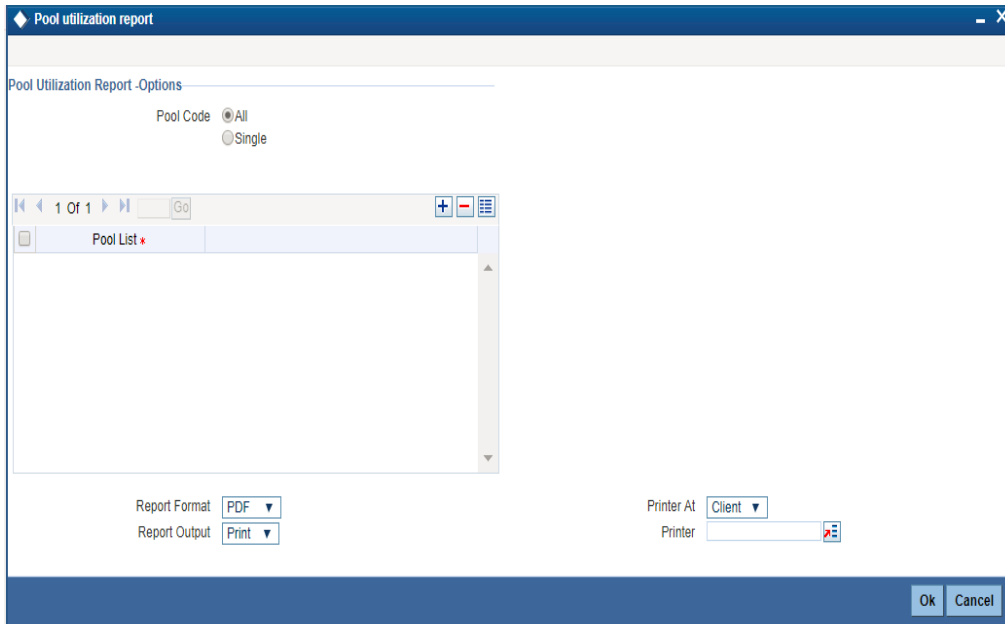 Pool utilization report
Pool Utilization Report -Options
Pool Code All
Single
1 Of 1 Go
Pool List *
Report Format PDF Printer At Client
Report Output Print Printer
Ok Cancel